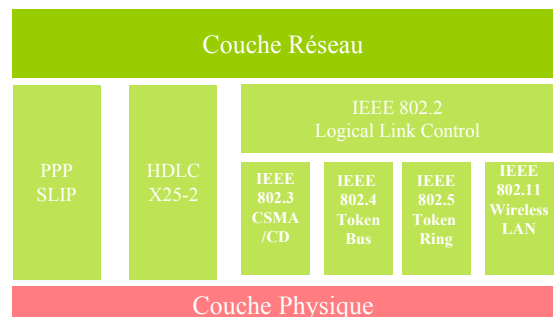 Couche Réseau
IEEE 802.2
Logical Link Control
PPP
SLIP
HDLC
X25-2
IEEE
802.3
CSMA
/CD
IEEE
802.4
Token
Bus
IEEE
802.5
Token
Ring
IEEE
802.11
Wireless
LAN
Couche Physique